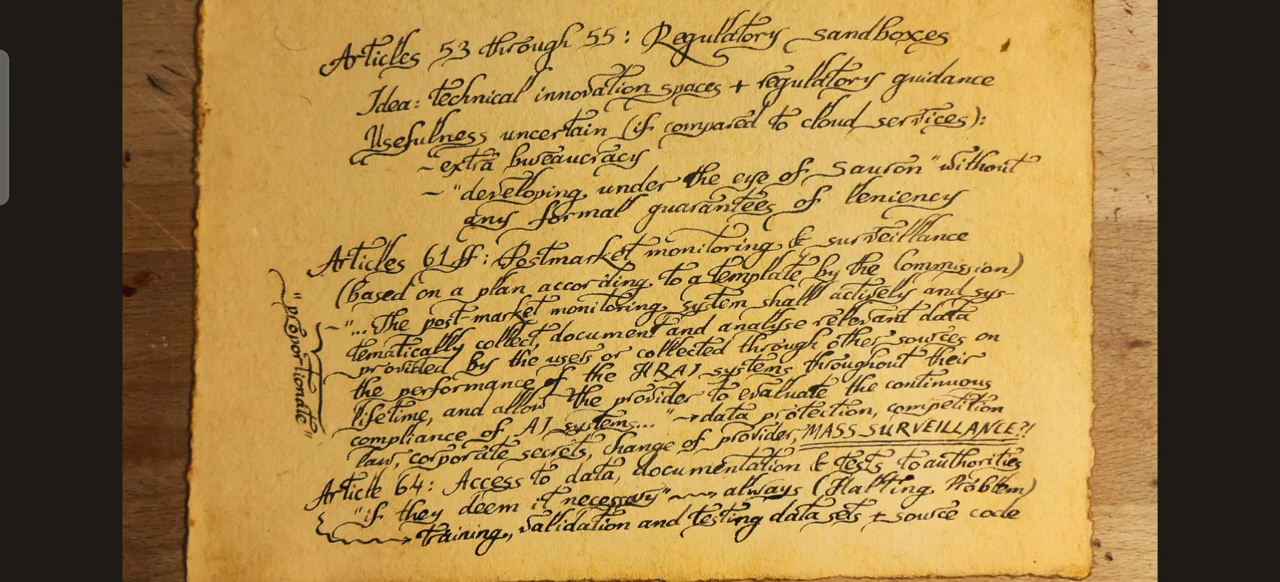 Articles 53 through 55: Regulatory sandboxes
Idea: technical innovation spaces + regulatory guidance
Usefulness uncertain (if compared to cloud services):
- extra bureaucracy
- "developing under the eye of Sauron" without
any formal guarantees of leniency
Articles 61ff: Postmarket monitoring & surveillance
(based on a plan according to a template by the Commission)
- "... The post-market monitoring system shall actively and sys-
tematically collect, document and analyse relevant data
provided by the users or collected through other sources on
the performance of the HRAI systems throughout their
lifetime, and allow the provider to evaluate the continuous
compliance of AI systems..." → data protection, competition
law, corporate secrets, change of provider, MASS SURVEILLANCE?!
"proportionate"
Article 64: Access to data, documentation & tests to authorities
"if they deem it necessary" → always (Halting Problem)
→ training, validation and testing data sets + source code